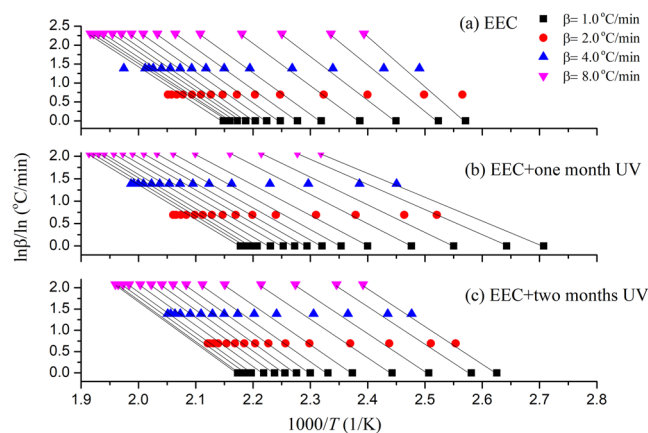 2.5
2.0
1.5
1.0
0.5
0.0
(a) EEC
β= 1.0 °C/min
β= 2.0 °C/min
β= 4.0 °C/min
β= 8.0 °C/min
2.0
1.5
1.0
0.5
0.0
(b) EEC+one month UV
lnβ/ln (°C/min)
2.0
1.5
1.0
0.5
0.0
(c) EEC+two months UV
1.9 2.0 2.1 2.2 2.3 2.4 2.5 2.6 2.7 2.8
1000/T (1/K)